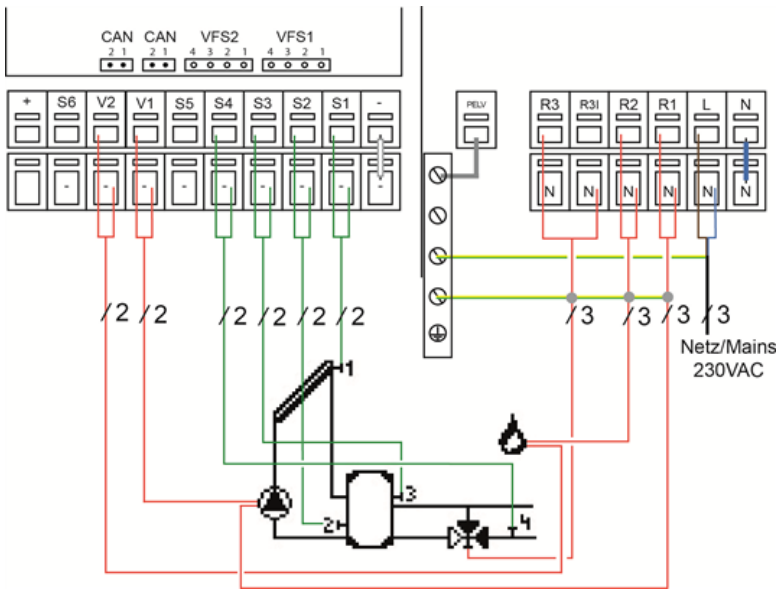 CAN CAN VFS2 VFS1
2 1 2 1 4 3 2 1 4 3 2 1
+ S6 V2 V1 S5 S4 S3 S2 S1 -
PELV
R3 R3I R2 R1 L N
- - - - - - - -
N N N N N N
/2 /2 /2 /2 /2 /2
/3 /3 /3 /3
Netz/Mains
230VAC
1
3
2
4